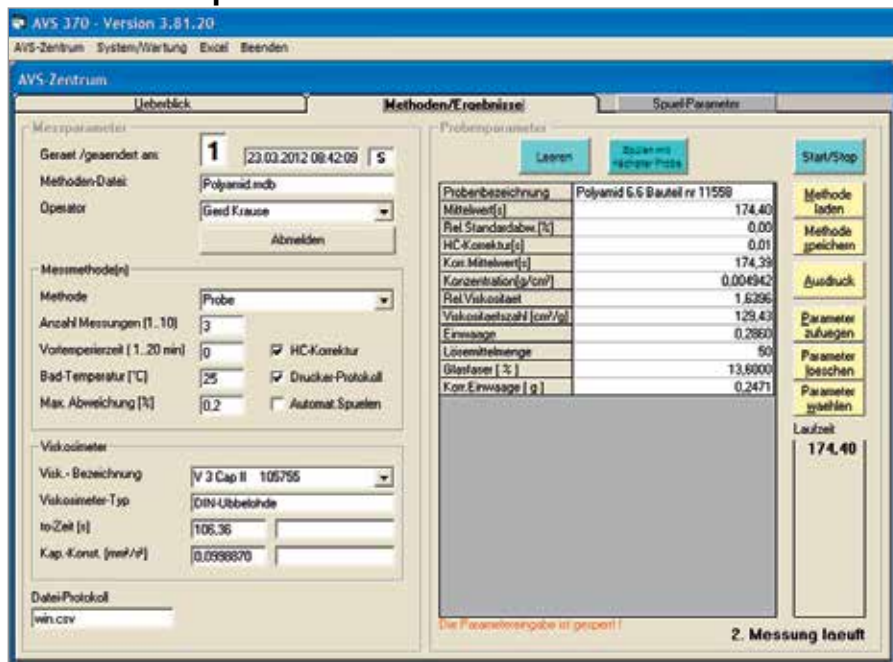 AVS 370 - Version 3.81.20
AVS-Zentrum System/Wartung Excel Beenden
AVS-Zentrum
Ueberblick Methoden/Ergebnisse Spuel-Parameter
Messparameter
Geraet /geaendert am: 1 23.03.2012 08:42:09 S
Methoden-Datei: Polyamid.mdb
Operator Gerd Krause
Abmelden
Messmethode(n)
Methode Probe
Anzahl Messungen (1..10) 3
Vortemperierzeit ( 1..20 min) 0 HC-Korrektur
Bad-Temperatur [°C] 25 Drucker-Protokoll
Max. Abweichung [%] 0.2 Automat.Spuelen
Viskosimeter
Visk.- Bezeichnung V 3 Cap II 105755
Viskosimeter-Typ DIN-Ubbelohde
to-Zeit [s] 106,36
Kap.-Konst. [mm²/s²] 0,0998870
Datei-Protokoll
win.csv
Probenparameter
Leeren Spülen mit nächster Probe
Probenbezeichnung Polyamid 6.6 Bauteil nr 11558
Mittelwert[s] 174,40
Rel.Standardabw.[%] 0,00
HC-Korrektur[s] 0,01
Korr.Mittelwert[s] 174,39
Konzentration[g/cm³] 0,004942
Rel.Viskositaet 1,6396
Viskositaetszahl [cm³/g] 129,43
Einwaage 0,2860
Lösemittelmenge 50
Glasfaser [ % ] 13,6000
Korr.Einwaage [ g ] 0,2471
Die Parametereingabe ist gesperrt !
Start/Stop
Methode
laden
Methode
speichern
Ausdruck
Parameter
zufuegen
Parameter
loeschen
Parameter
waehlen
Laufzeit
174.40
2. Messung laeuft